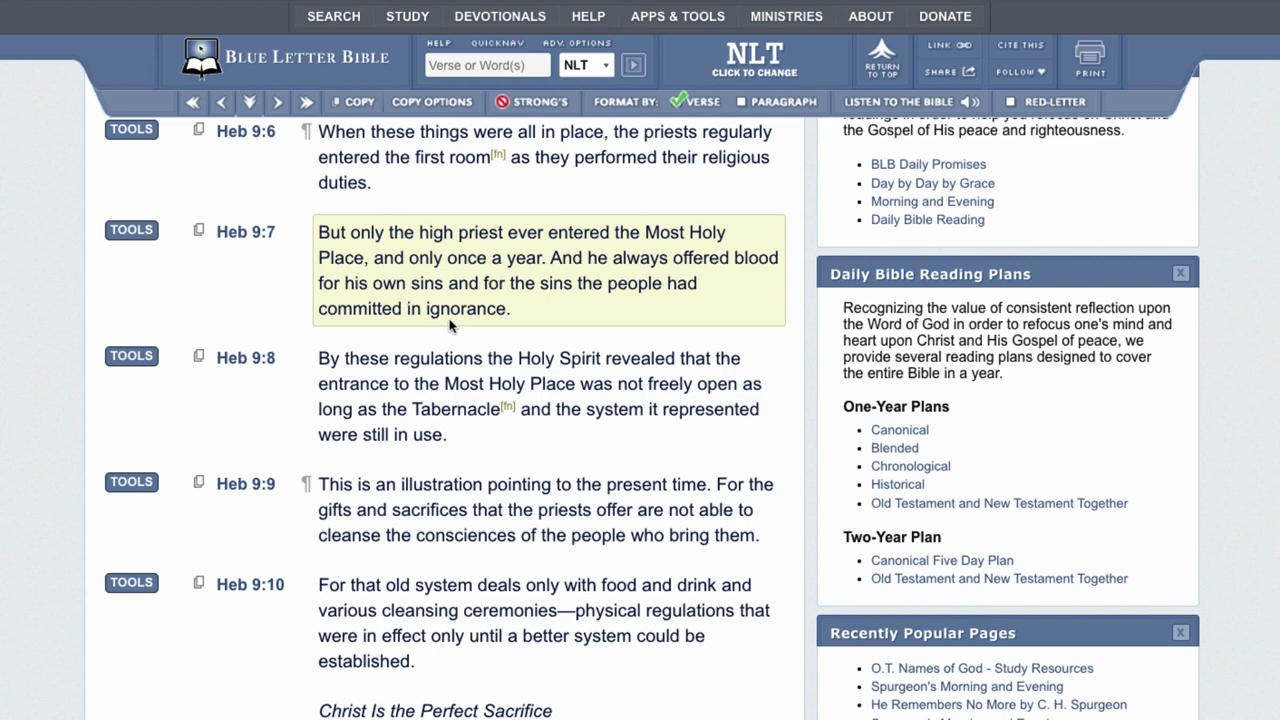 SEARCH STUDY DEVOTIONALS HELP APPS & TOOLS MINISTRIES ABOUT DONATE
BLUE LETTER BIBLE
HELP QUICKNAV ADV. OPTIONS
Verse or Word(s) NLT
NLT
CLICK TO CHANGE
RETURN
TO TOP
LINK CITE THIS
SHARE FOLLOW
PRINT
COPY COPY OPTIONS STRONG'S FORMAT BY: VERSE PARAGRAPH LISTEN TO THE BIBLE RED-LETTER
TOOLS Heb 9:6 ¶ When these things were all in place, the priests regularly
entered the first room[fn] as they performed their religious
duties.
TOOLS Heb 9:7 But only the high priest ever entered the Most Holy
Place, and only once a year. And he always offered blood
for his own sins and for the sins the people had
committed in ignorance.
TOOLS Heb 9:8 By these regulations the Holy Spirit revealed that the
entrance to the Most Holy Place was not freely open as
long as the Tabernacle[fn] and the system it represented
were still in use.
TOOLS Heb 9:9 ¶ This is an illustration pointing to the present time. For the
gifts and sacrifices that the priests offer are not able to
cleanse the consciences of the people who bring them.
TOOLS Heb 9:10 For that old system deals only with food and drink and
various cleansing ceremonies—physical regulations that
were in effect only until a better system could be
established.
Christ Is the Perfect Sacrifice
the Gospel of His peace and righteousness.
• BLB Daily Promises
• Day by Day by Grace
• Morning and Evening
• Daily Bible Reading
Daily Bible Reading Plans X
Recognizing the value of consistent reflection upon
the Word of God in order to refocus one's mind and
heart upon Christ and His Gospel of peace, we
provide several reading plans designed to cover
the entire Bible in a year.
One-Year Plans
• Canonical
• Blended
• Chronological
• Historical
• Old Testament and New Testament Together
Two-Year Plan
• Canonical Five Day Plan
• Old Testament and New Testament Together
Recently Popular Pages X
• O.T. Names of God - Study Resources
• Spurgeon's Morning and Evening
• He Remembers No More by C. H. Spurgeon